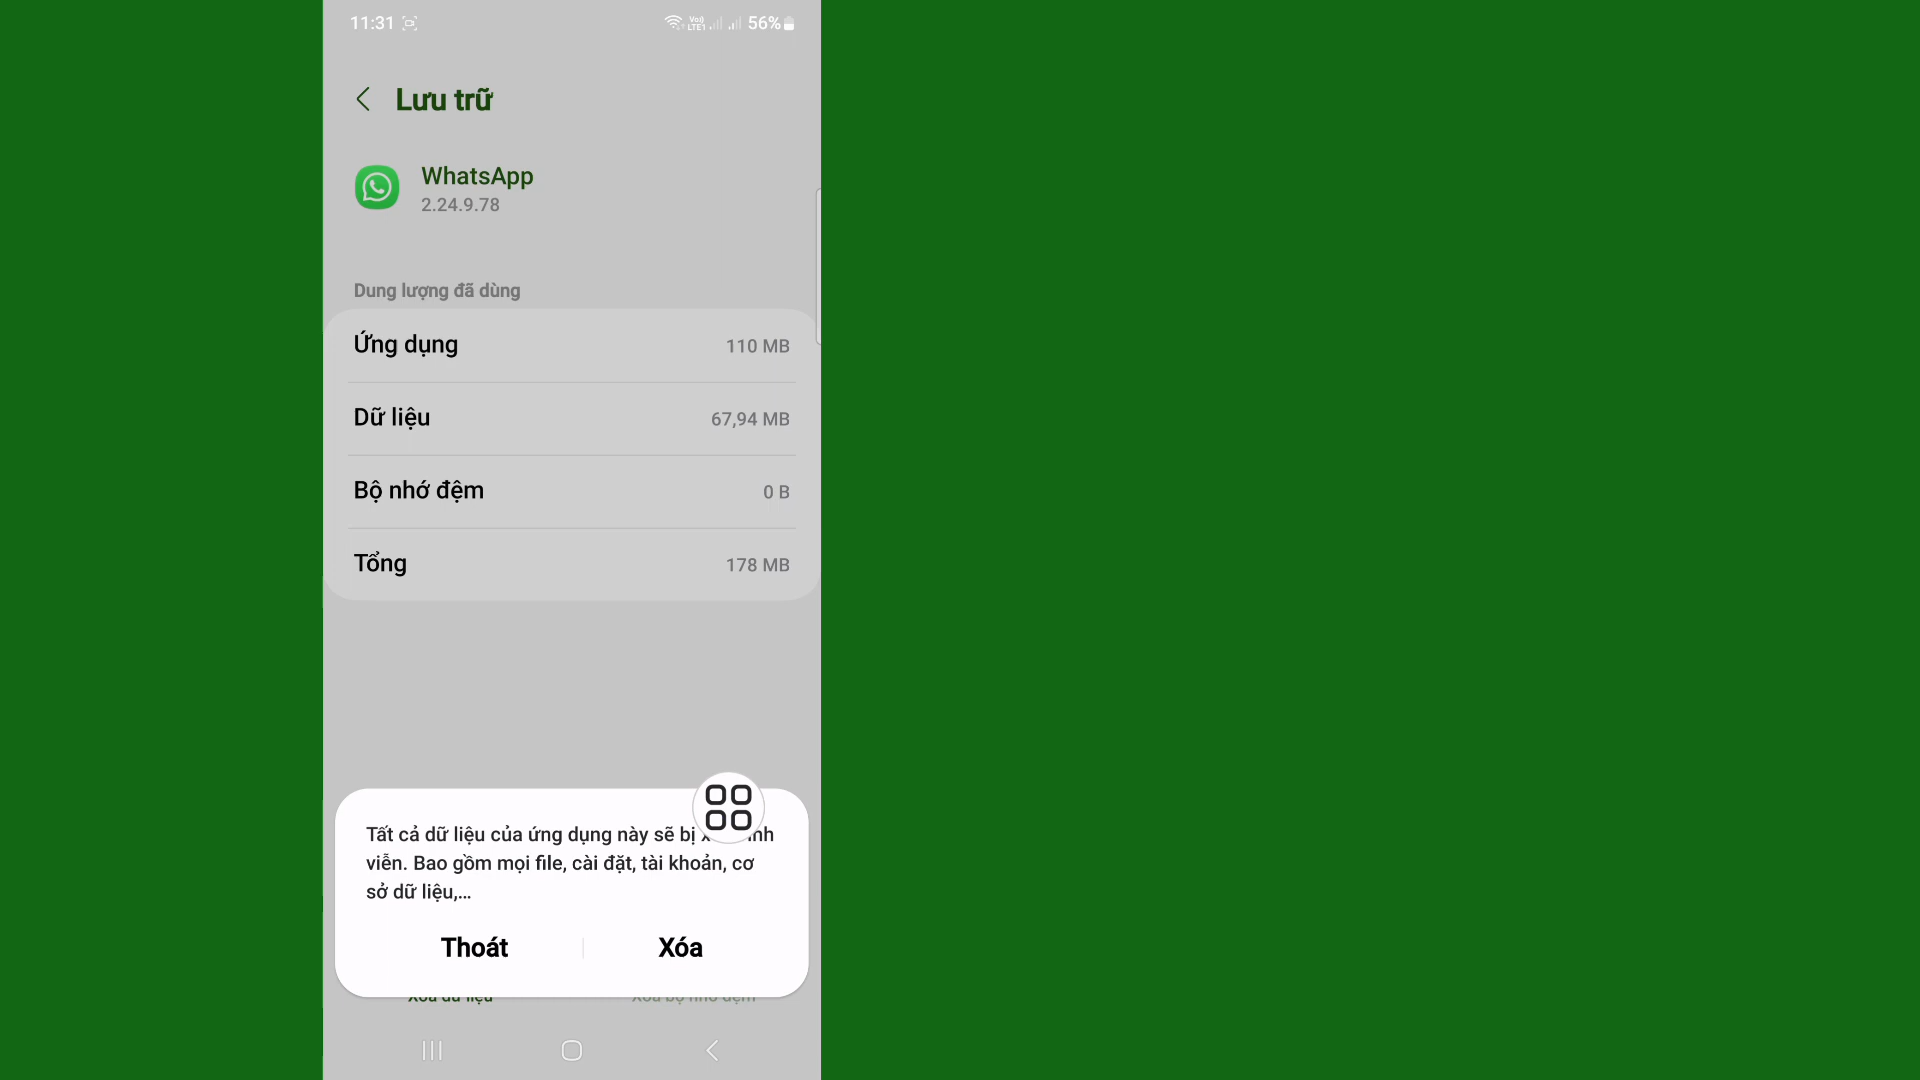 11:31 56%
Lưu trữ
WhatsApp
2.24.9.78
Dung lượng đã dùng
Ứng dụng 110 MB
Dữ liệu 67,94 MB
Bộ nhớ đệm 0 B
Tổng 178 MB
Tất cả dữ liệu của ứng dụng này sẽ bị
viễn. Bao gồm mọi file, cài đặt, tài khoản, cơ
sở dữ liệu,...
Thoát Xóa
Xóa dữ liệu Xóa bộ nhớ đệm